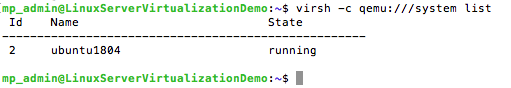 mp_admin@LinuxServerVirtualizationDemo:~$ virsh -c qemu:///system list
Id    Name                           State
----------------------------------------------------
2     ubuntu1804                     running

mp_admin@LinuxServerVirtualizationDemo:~$